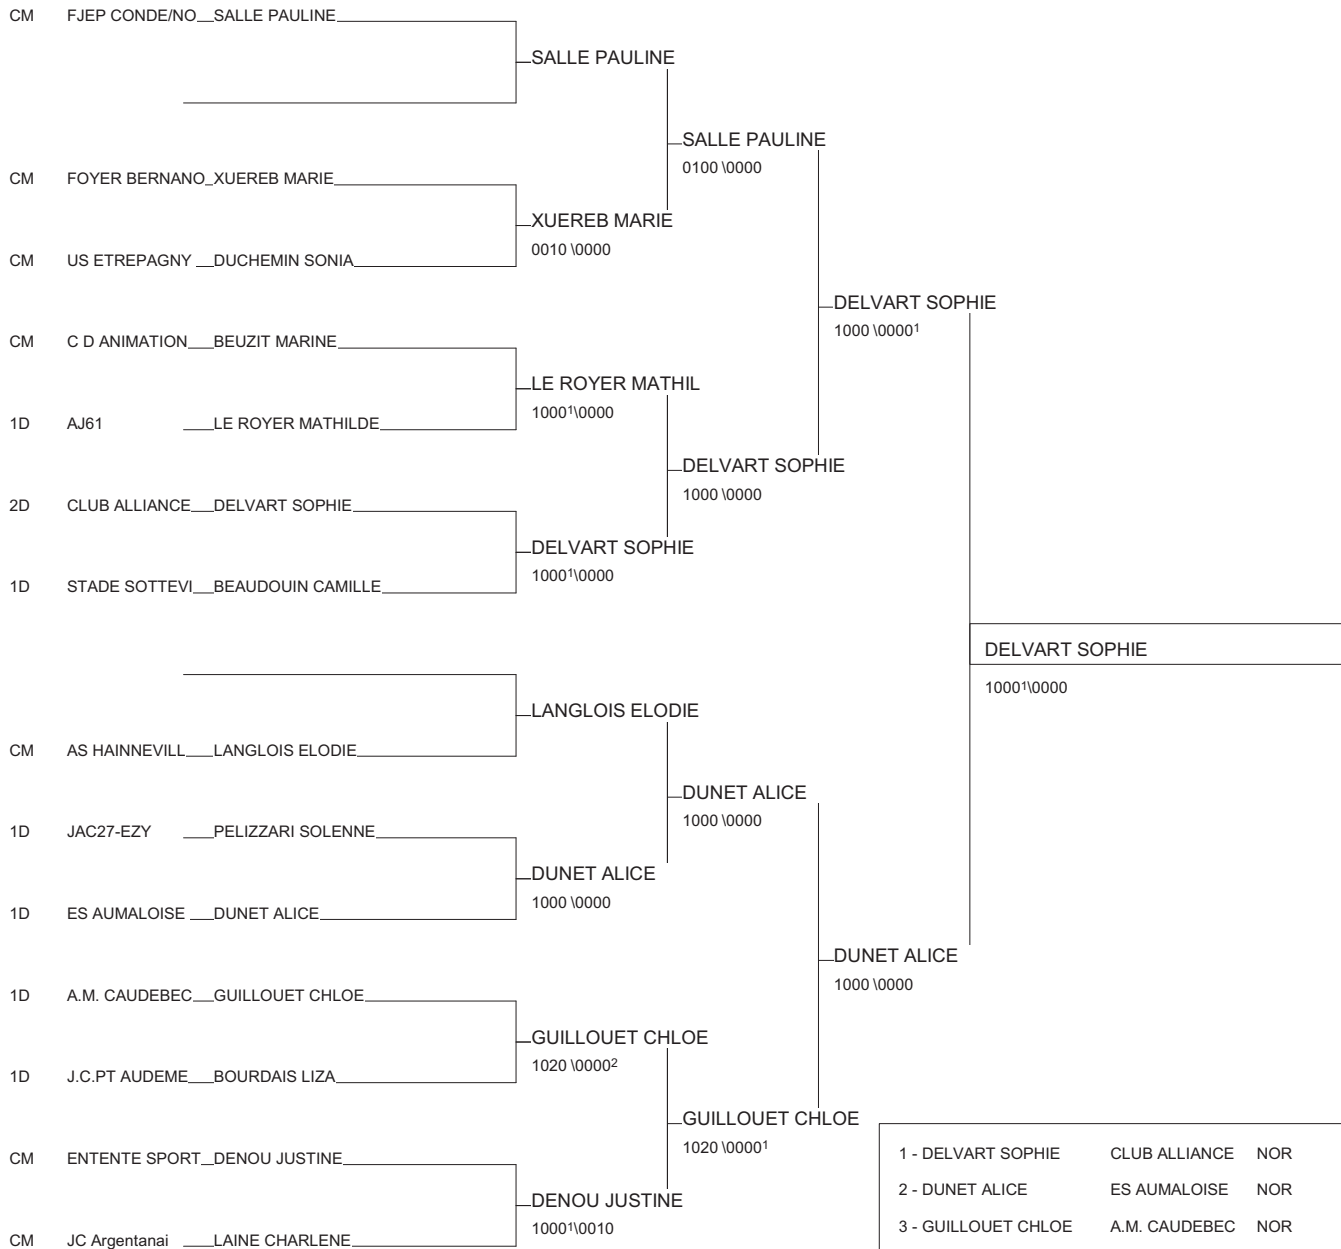 CM FJEP CONDE/NO SALLE PAULINE
SALLE PAULINE
SALLE PAULINE
0100 \0000
CM FOYER BERNANO XUEREB MARIE
XUEREB MARIE
0010 \0000
CM US ETREPAGNY DUCHEMIN SONIA
DELVART SOPHIE
1000 \0000¹
CM C D ANIMATION BEUZIT MARINE
LE ROYER MATHIL
1000¹\0000
1D AJ61 LE ROYER MATHILDE
DELVART SOPHIE
1000 \0000
2D CLUB ALLIANCE DELVART SOPHIE
DELVART SOPHIE
1000¹\0000
1D STADE SOTTEVI BEAUDOUIN CAMILLE
DELVART SOPHIE
1000¹\0000
LANGLOIS ELODIE
CM AS HAINNEVILL LANGLOIS ELODIE
DUNET ALICE
1000 \0000
1D JAC27-EZY PELIZZARI SOLENNE
DUNET ALICE
1000 \0000
1D ES AUMALOISE DUNET ALICE
DUNET ALICE
1000 \0000
1D A.M. CAUDEBEC GUILLOUET CHLOE
GUILLOUET CHLOE
1020 \0000²
1D J.C.PT AUDEME BOURDAIS LIZA
GUILLOUET CHLOE
1020 \0000¹
CM ENTENTE SPORT DENOU JUSTINE
DENOU JUSTINE
1000¹\0010
CM JC Argentanai LAINE CHARLENE
1 - DELVART SOPHIE CLUB ALLIANCE NOR
2 - DUNET ALICE ES AUMALOISE NOR
3 - GUILLOUET CHLOE A.M. CAUDEBEC NOR